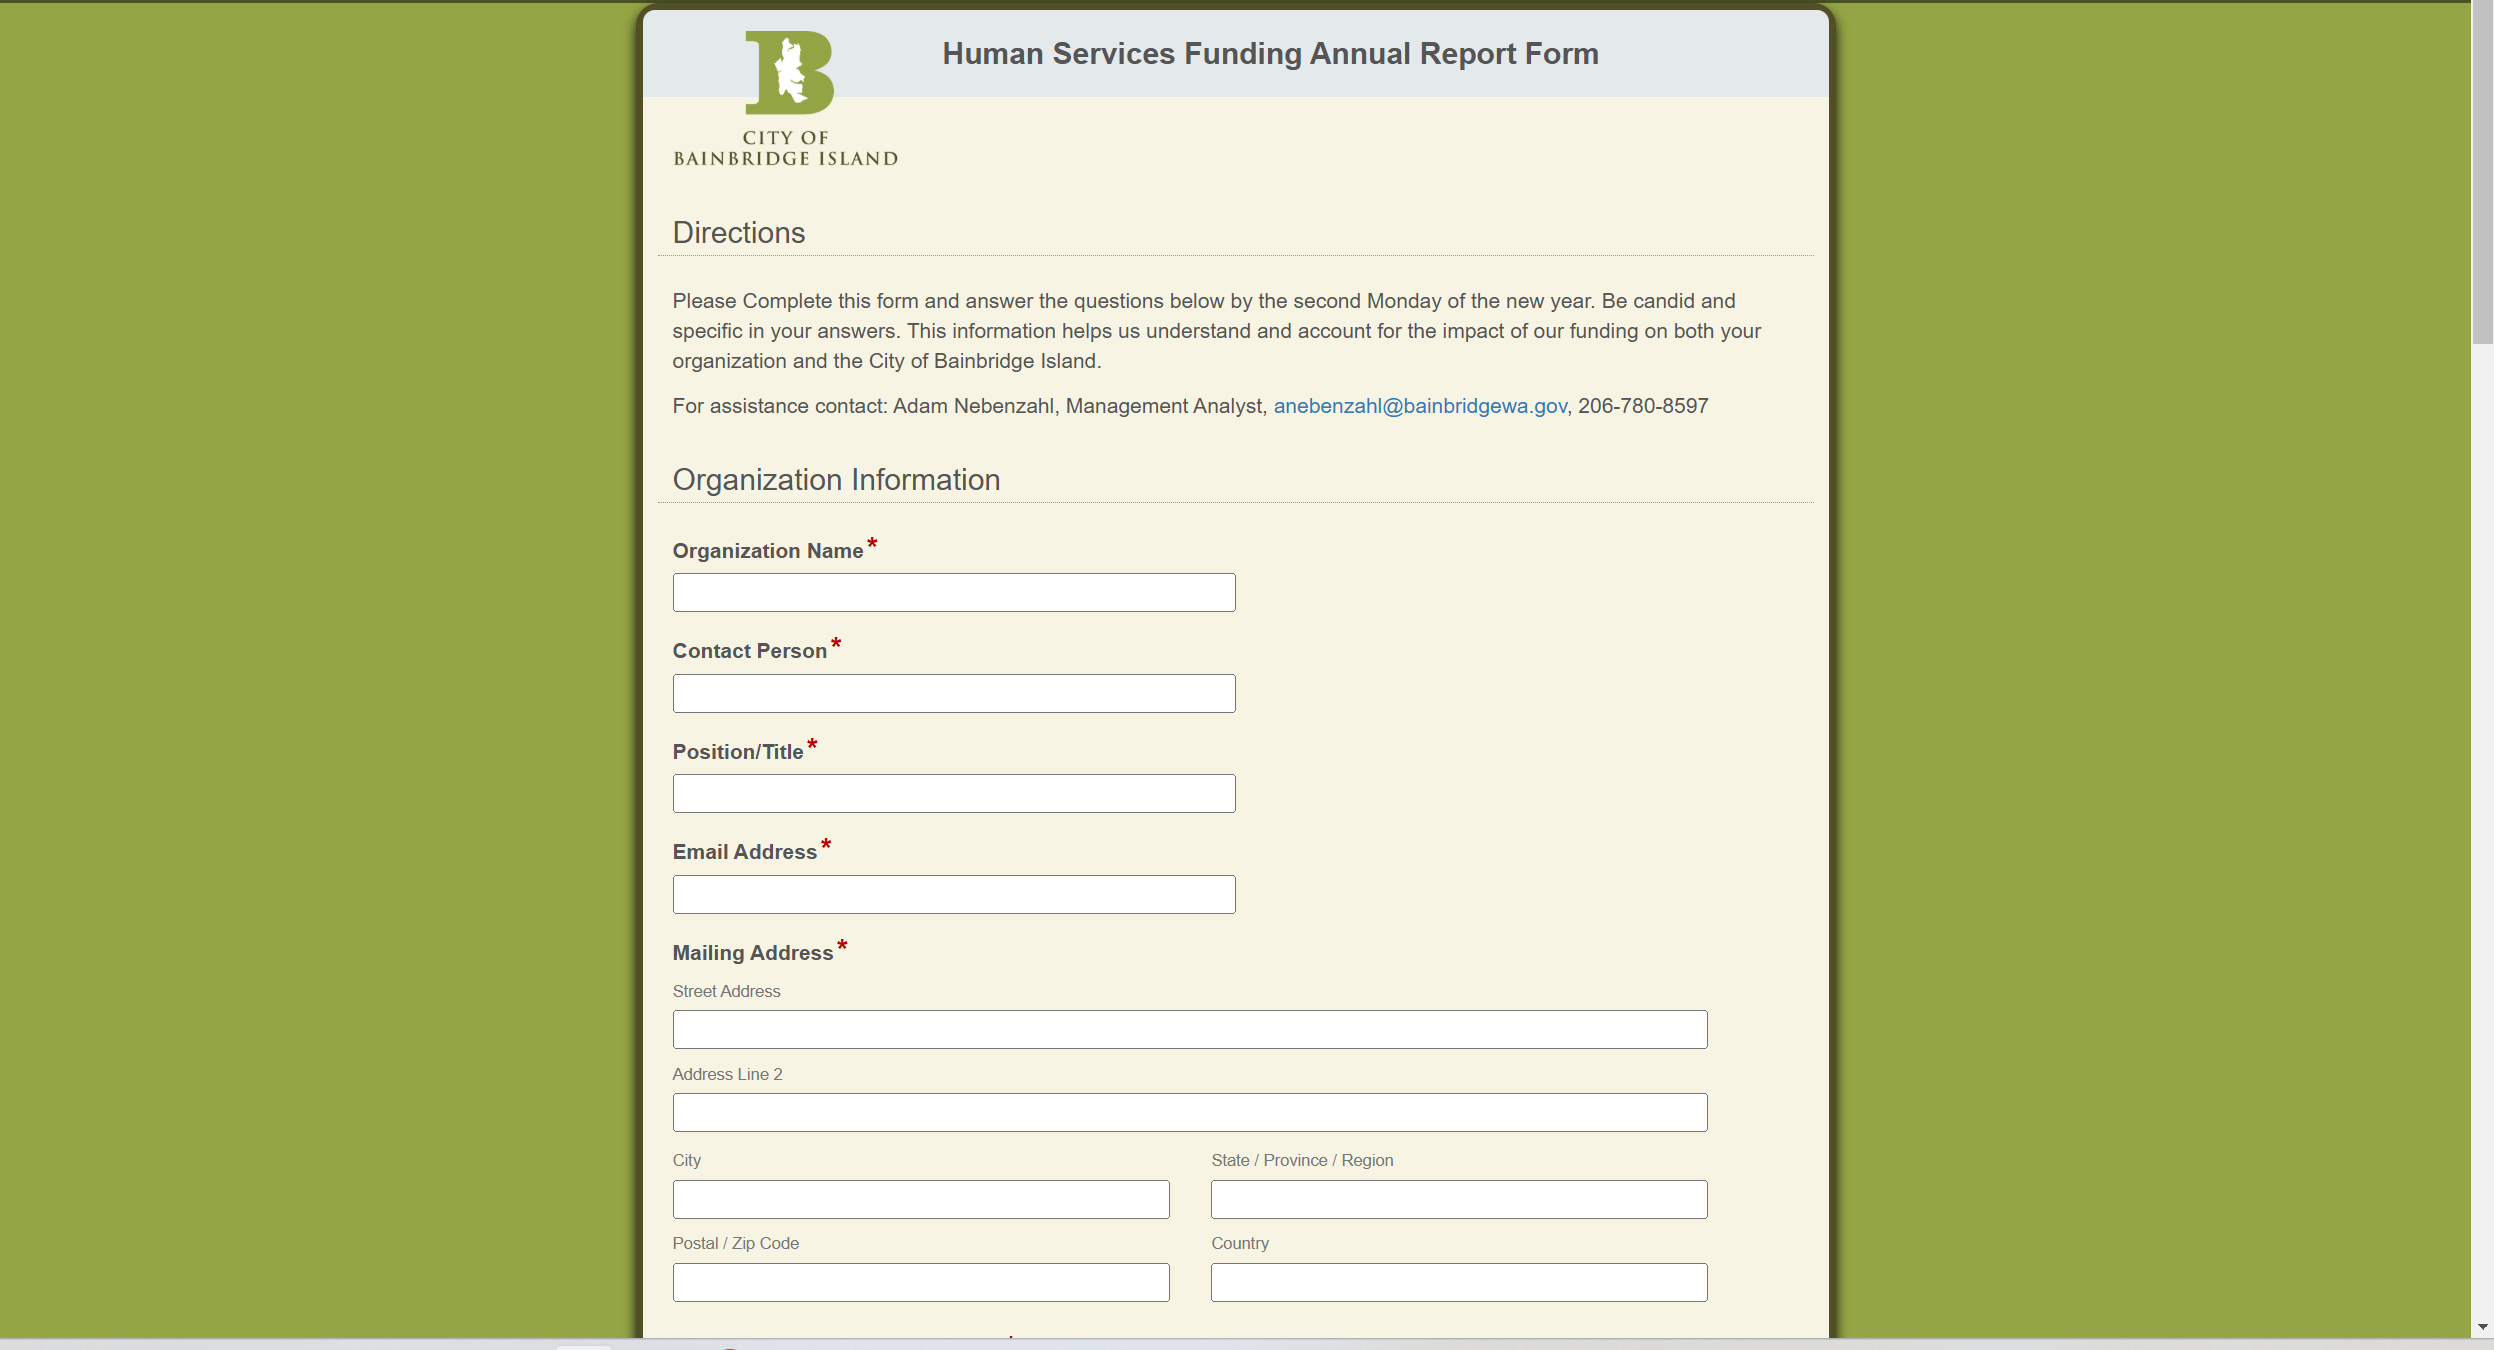 Human Services Funding Annual Report Form
CITY OF
BAINBRIDGE ISLAND
Directions
Please Complete this form and answer the questions below by the second Monday of the new year. Be candid and
specific in your answers. This information helps us understand and account for the impact of our funding on both your
organization and the City of Bainbridge Island.
For assistance contact: Adam Nebenzahl, Management Analyst, anebenzahl@bainbridgewa.gov, 206-780-8597
Organization Information
Organization Name*
Contact Person*
Position/Title*
Email Address*
Mailing Address*
Street Address
Address Line 2
City
State / Province / Region
Postal / Zip Code
Country